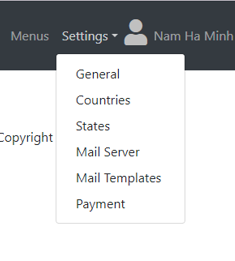 Menus Settings Nam Ha Minh
General
Countries
Copyright
States
Mail Server
Mail Templates
Payment